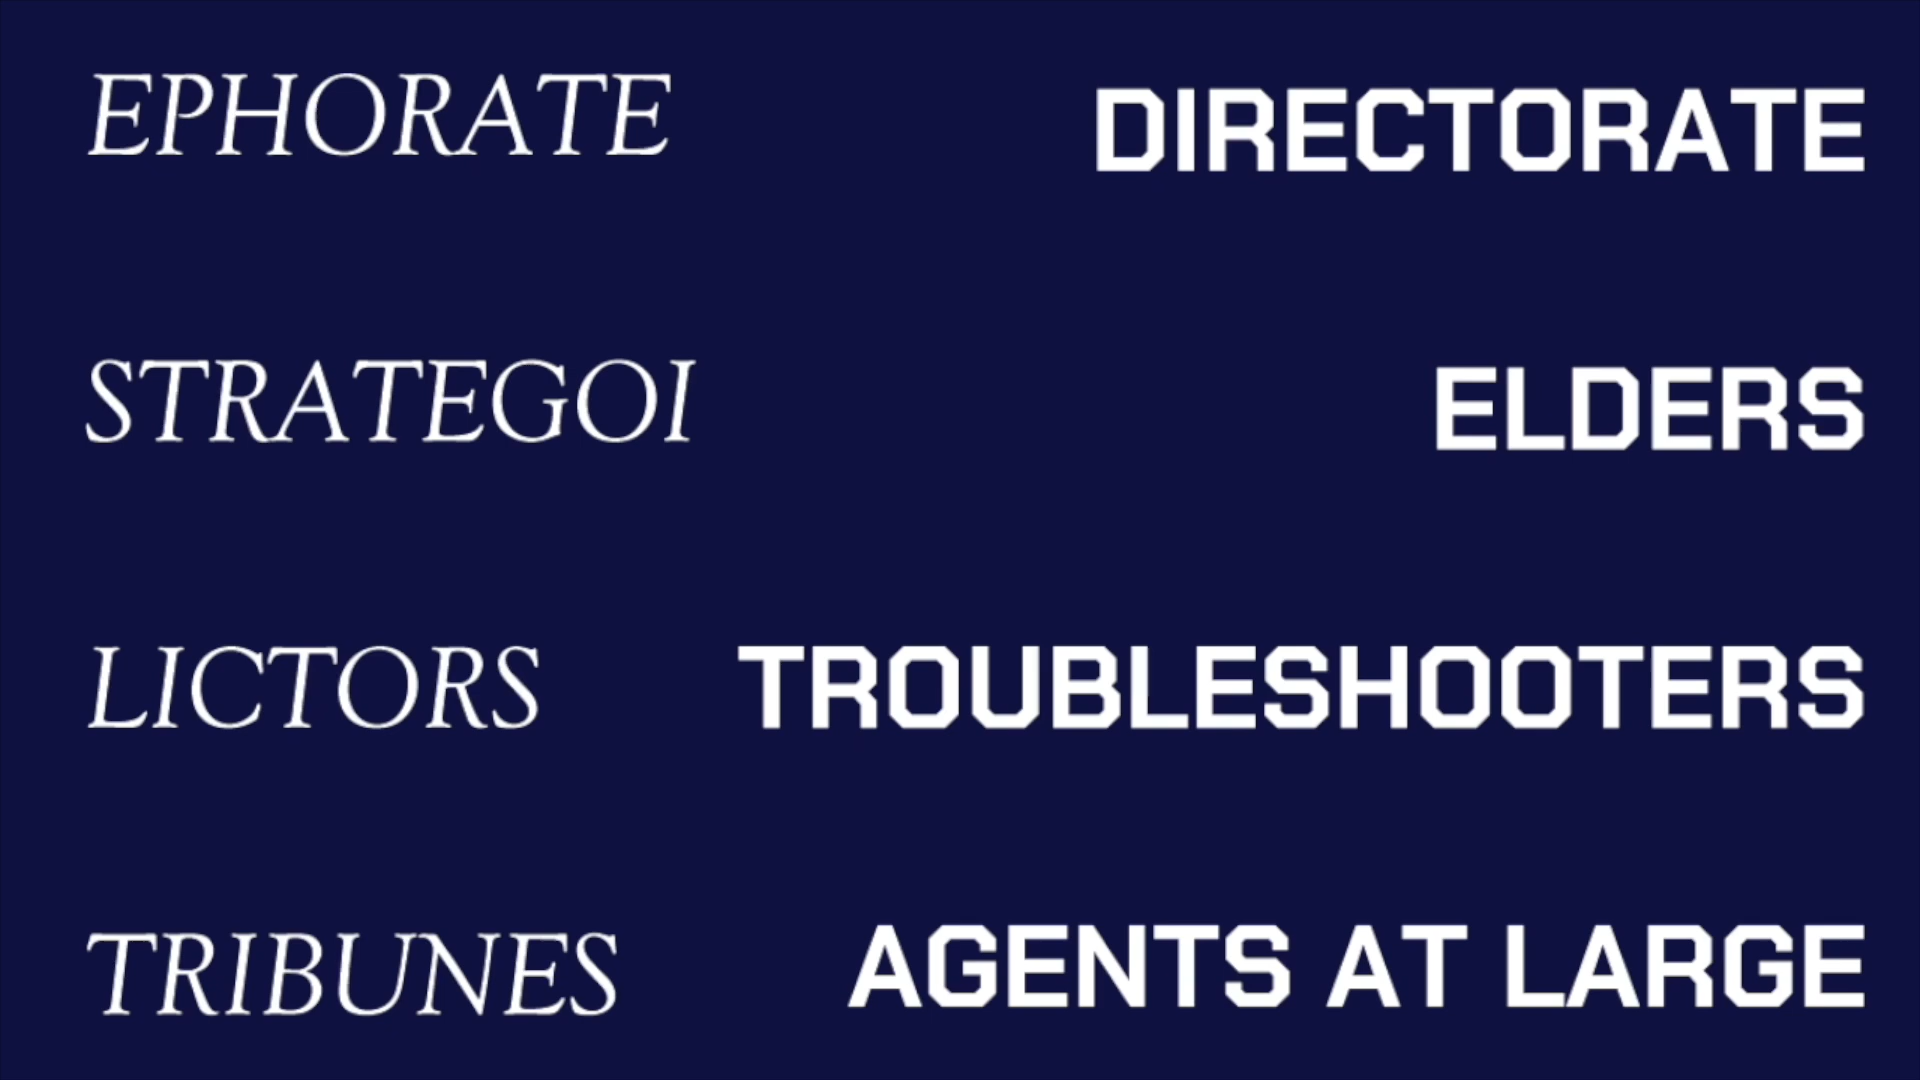 EPHORATE DIRECTORATE
STRATEGOI ELDERS
LICTORS TROUBLESHOOTERS
TRIBUNES AGENTS AT LARGE